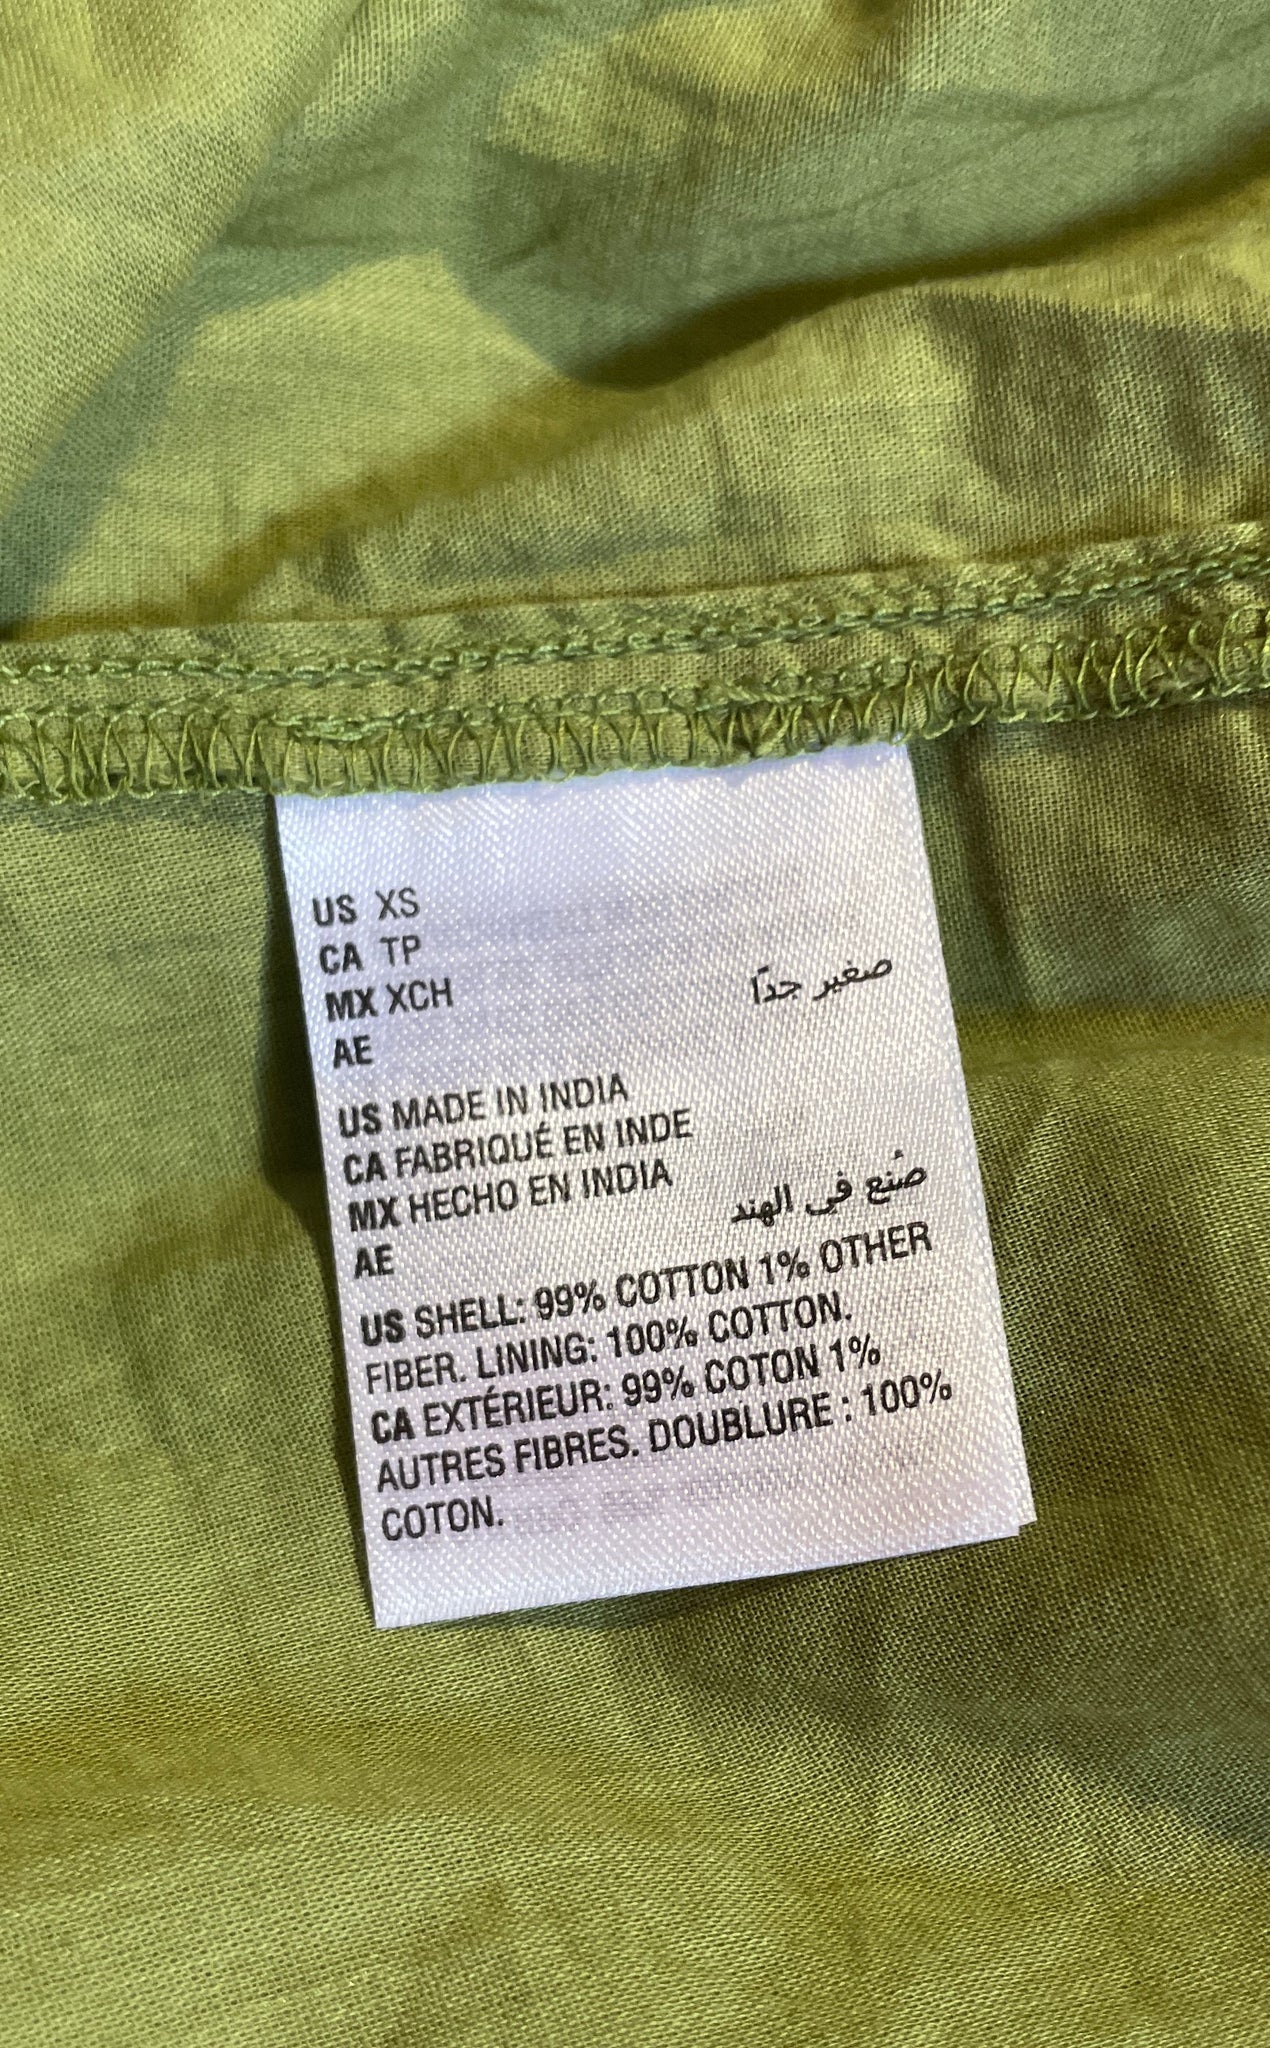 US XS
CA TP
MX XCH
AE صغير جدًا
US MADE IN INDIA
CA FABRIQUÉ EN INDE
MX HECHO EN INDIA
AE صُنع في الهند
US SHELL: 99% COTTON 1% OTHER
FIBER. LINING: 100% COTTON.
CA EXTÉRIEUR: 99% COTON 1%
AUTRES FIBRES. DOUBLURE : 100%
COTON.